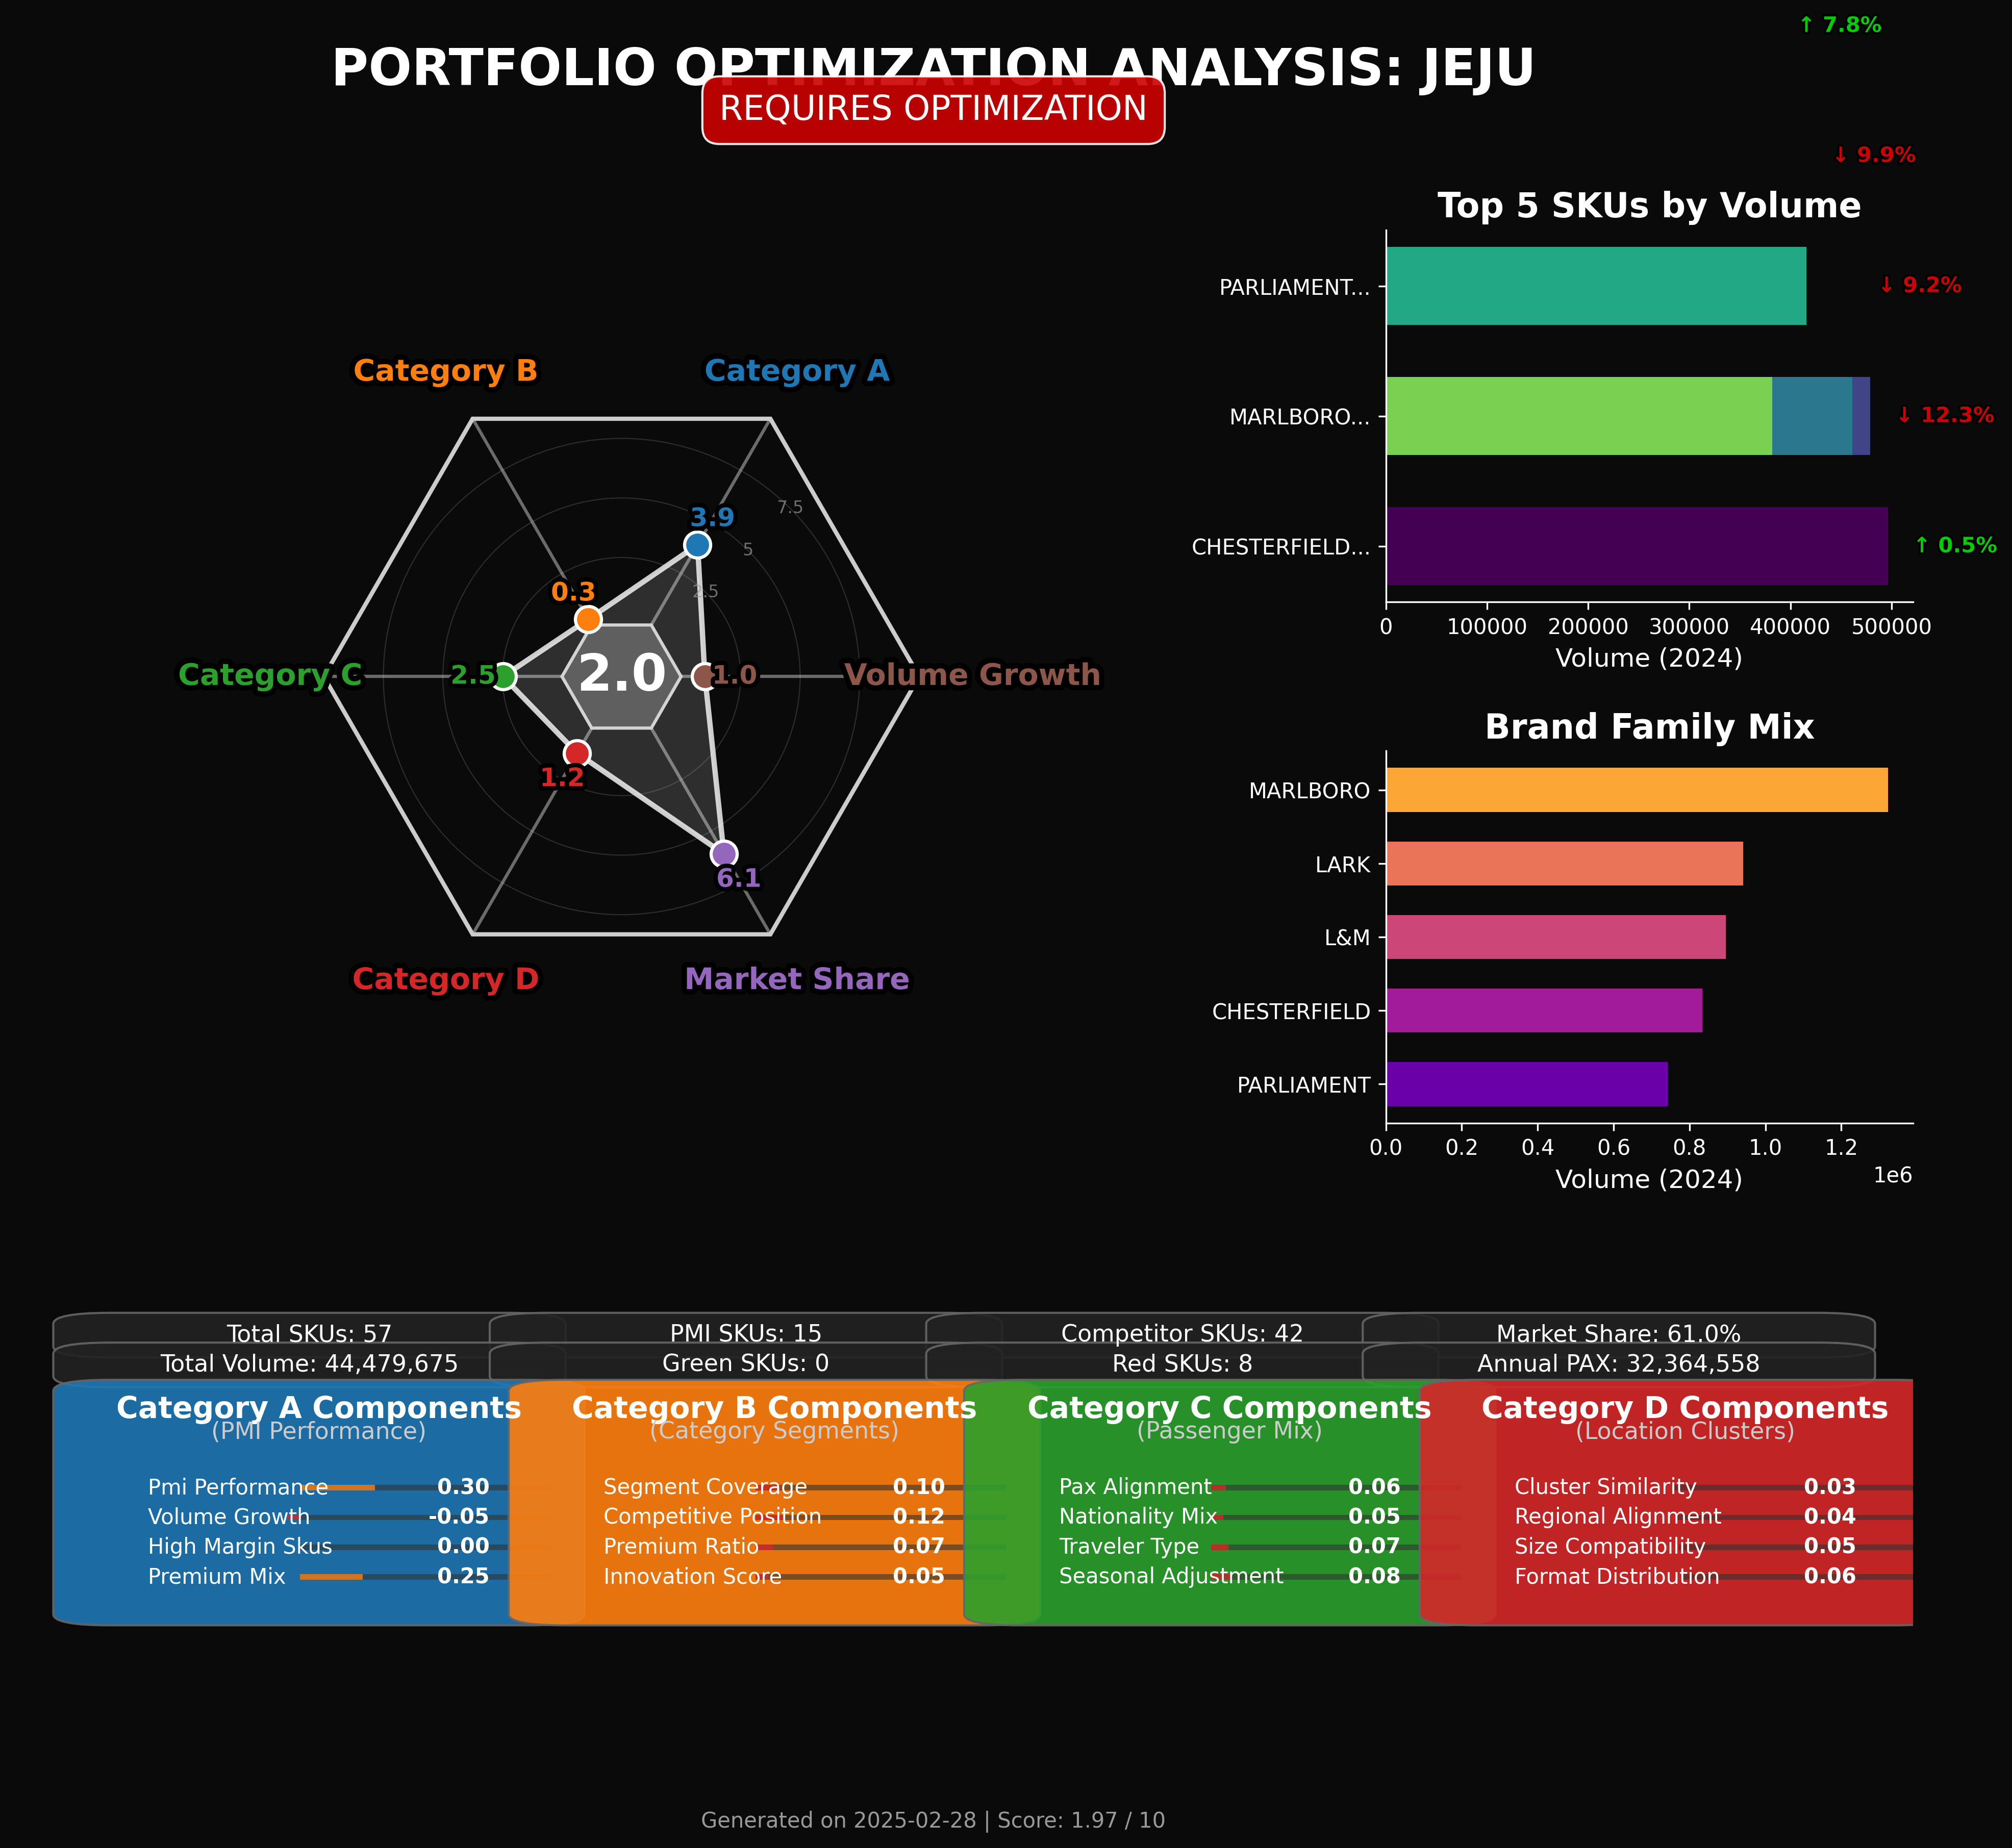 ↑ 7.8%
PORTFOLIO OPTIMIZATION ANALYSIS: JEJU
REQUIRES OPTIMIZATION
↓ 9.9%
Category B
Category A
Category C
Volume Growth
Category D
Market Share
3.9
0.3
2.5
1.2
6.1
1.0
2.0
7.5
5
2.5
Top 5 SKUs by Volume
PARLIAMENT...
↓ 9.2%
MARLBORO...
↓ 12.3%
CHESTERFIELD...
↑ 0.5%
0 100000 200000 300000 400000 500000
Volume (2024)
Brand Family Mix
MARLBORO
LARK
L&M
CHESTERFIELD
PARLIAMENT
0.0 0.2 0.4 0.6 0.8 1.0 1.2
1e6
Volume (2024)
Total SKUs: 57
PMI SKUs: 15
Competitor SKUs: 42
Market Share: 61.0%
Total Volume: 44,479,675
Green SKUs: 0
Red SKUs: 8
Annual PAX: 32,364,558
Category A Components
(PMI Performance)
Pmi Performance 0.30
Volume Growth -0.05
High Margin Skus 0.00
Premium Mix 0.25
Category B Components
(Category Segments)
Segment Coverage 0.10
Competitive Position 0.12
Premium Ratio 0.07
Innovation Score 0.05
Category C Components
(Passenger Mix)
Pax Alignment 0.06
Nationality Mix 0.05
Traveler Type 0.07
Seasonal Adjustment 0.08
Category D Components
(Location Clusters)
Cluster Similarity 0.03
Regional Alignment 0.04
Size Compatibility 0.05
Format Distribution 0.06
Generated on 2025-02-28 | Score: 1.97 / 10